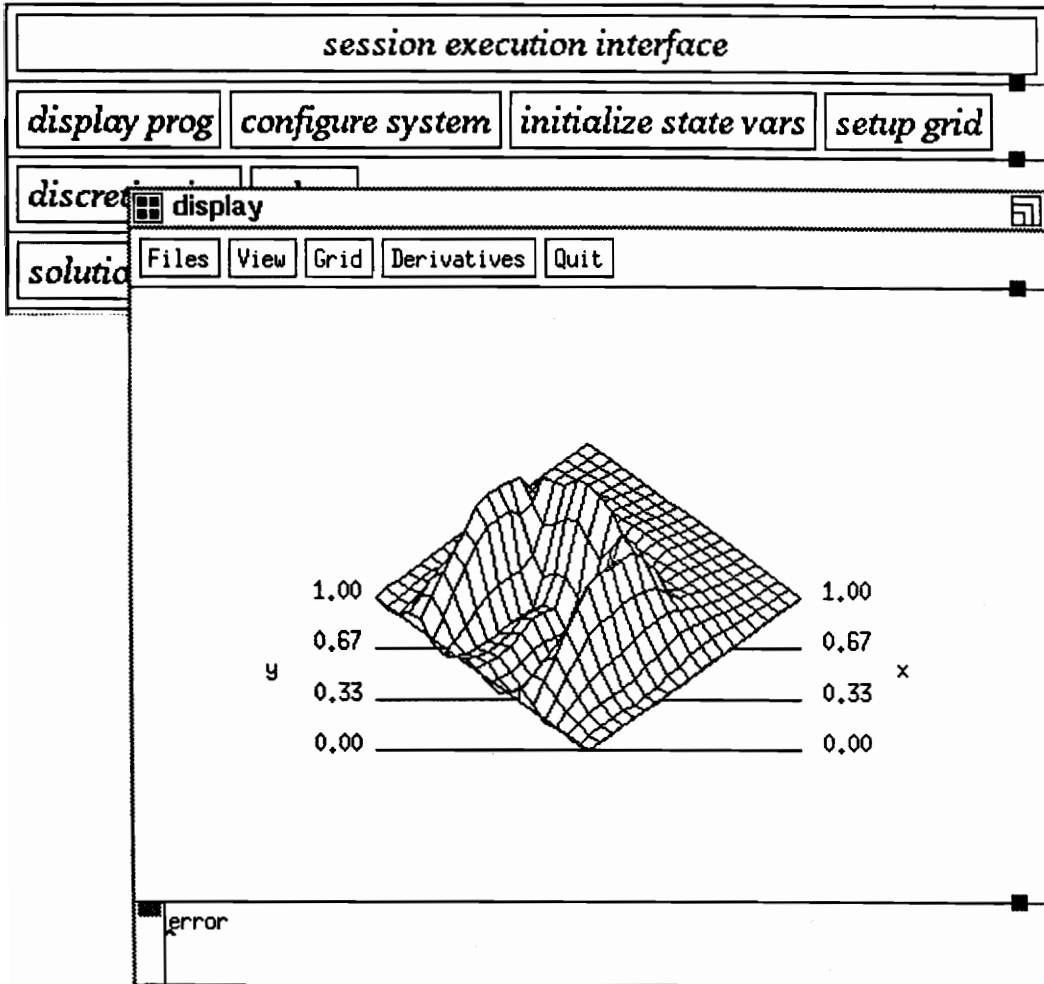 session execution interface
display prog configure system initialize state vars setup grid
display
Files View Grid Derivatives Quit
1.00 1.00
0.67 0.67
y x
0.33 0.33
0.00 0.00
error